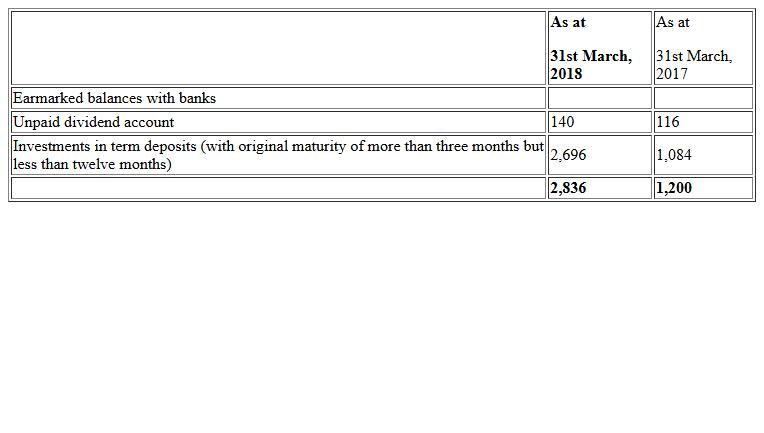 As at
31st March,
2018
As at
31st March,
2017
Earmarked balances with banks
Unpaid dividend account
140
116
Investments in term deposits (with original maturity of more than three months but
less than twelve months)
2,696
1,084
2,836
1,200